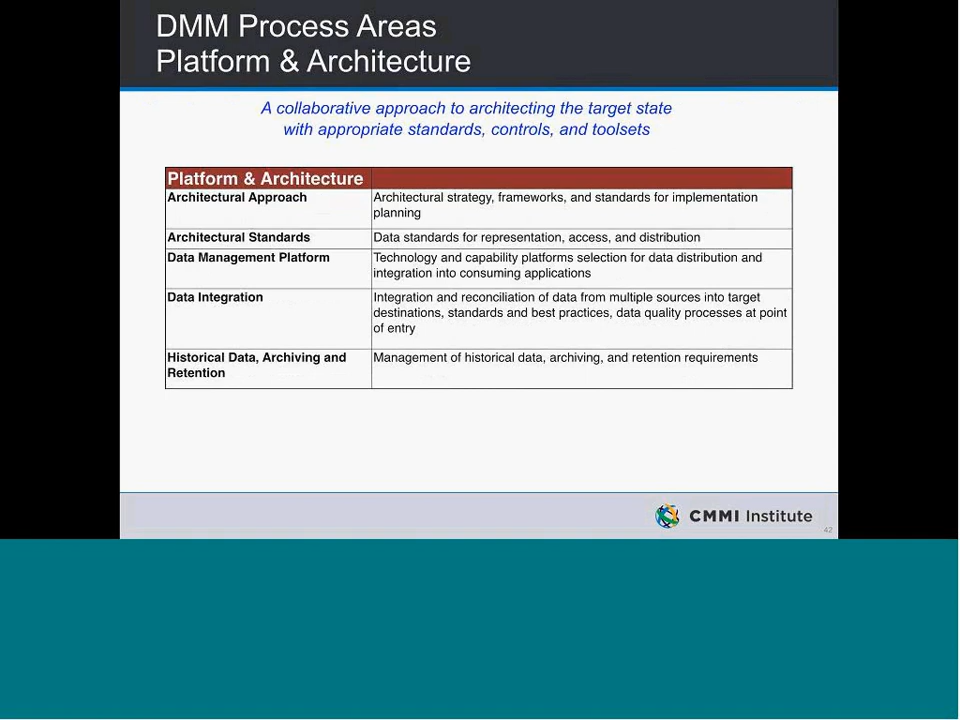 DMM Process Areas
Platform & Architecture
A collaborative approach to architecting the target state
with appropriate standards, controls, and toolsets
Platform & Architecture
Architectural Approach
Architectural strategy, frameworks, and standards for implementation
planning
Architectural Standards
Data standards for representation, access, and distribution
Data Management Platform
Technology and capability platforms selection for data distribution and
integration into consuming applications
Data Integration
Integration and reconciliation of data from multiple sources into target
destinations, standards and best practices, data quality processes at point
of entry
Historical Data, Archiving and
Retention
Management of historical data, archiving, and retention requirements
CMMI Institute
42